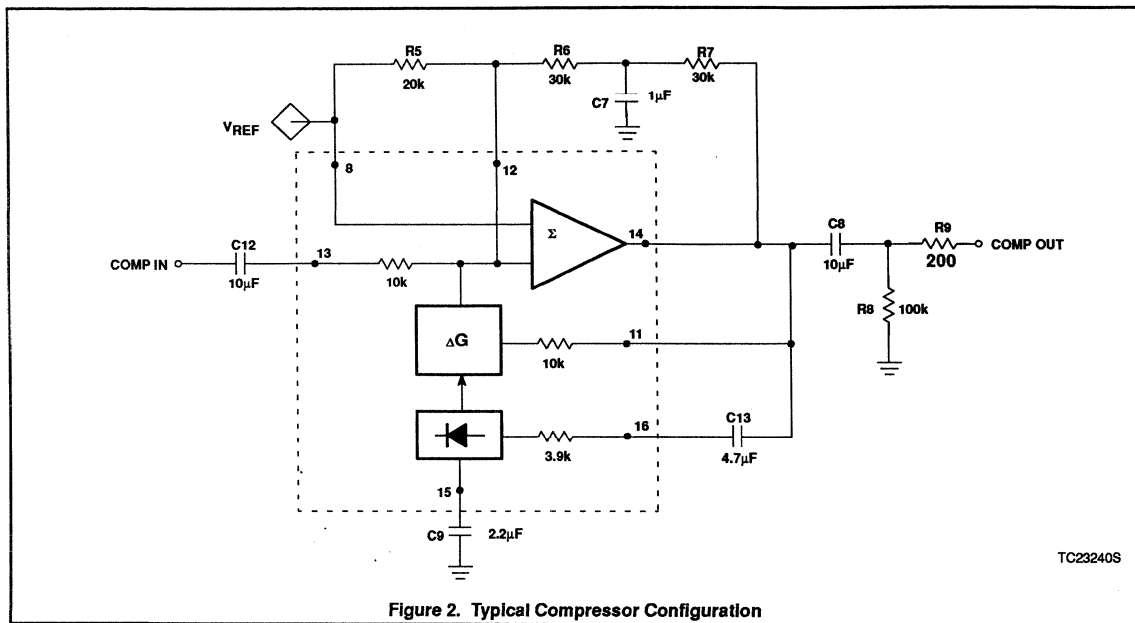 R5
20k
R6
30k
R7
30k
C7
1μF
VREF
8
12
Σ
14
C8
10μF
R9
200
COMP OUT
C12
COMP IN
10μF
13
10k
R8
100k
ΔG
11
10k
16
3.9k
C13
4.7μF
15
C9
2.2μF
TC23240S
Figure 2. Typical Compressor Configuration